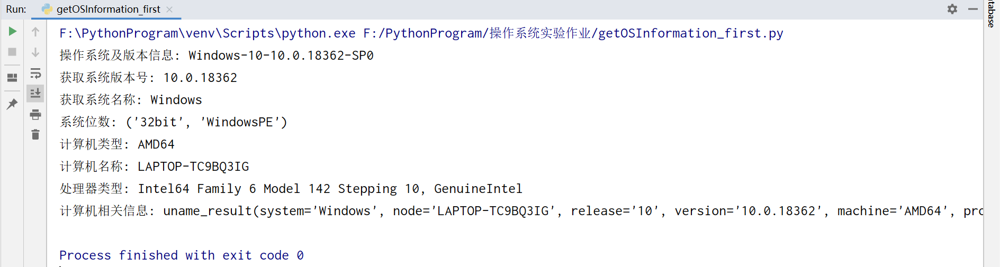 Run: getOSInformation_first
F:\PythonProgram\venv\Scripts\python.exe F:/PythonProgram/操作系统实验作业/getOSInformation_first.py
操作系统及版本信息: Windows-10-10.0.18362-SP0
获取系统版本号: 10.0.18362
获取系统名称: Windows
系统位数: ('32bit', 'WindowsPE')
计算机类型: AMD64
计算机名称: LAPTOP-TC9BQ3IG
处理器类型: Intel64 Family 6 Model 142 Stepping 10, GenuineIntel
计算机相关信息: uname_result(system='Windows', node='LAPTOP-TC9BQ3IG', release='10', version='10.0.18362', machine='AMD64', pro
Process finished with exit code 0
atabase